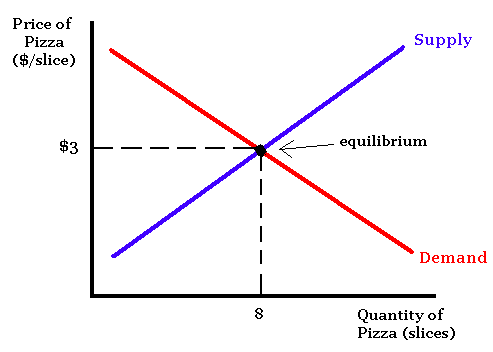 Price of
Pizza
($/slice)
Supply
$3
equilibrium
Demand
8
Quantity of
Pizza (slices)